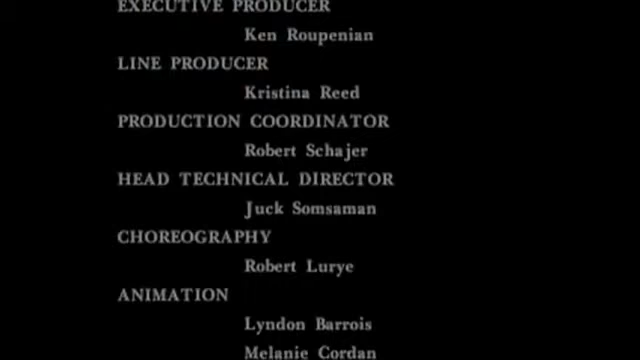 EXECUTIVE PRODUCER
Ken Roupenian
LINE PRODUCER
Kristina Reed
PRODUCTION COORDINATOR
Robert Schajer
HEAD TECHNICAL DIRECTOR
Juck Somsaman
CHOREOGRAPHY
Robert Lurye
ANIMATION
Lyndon Barrois
Melanie Cordan